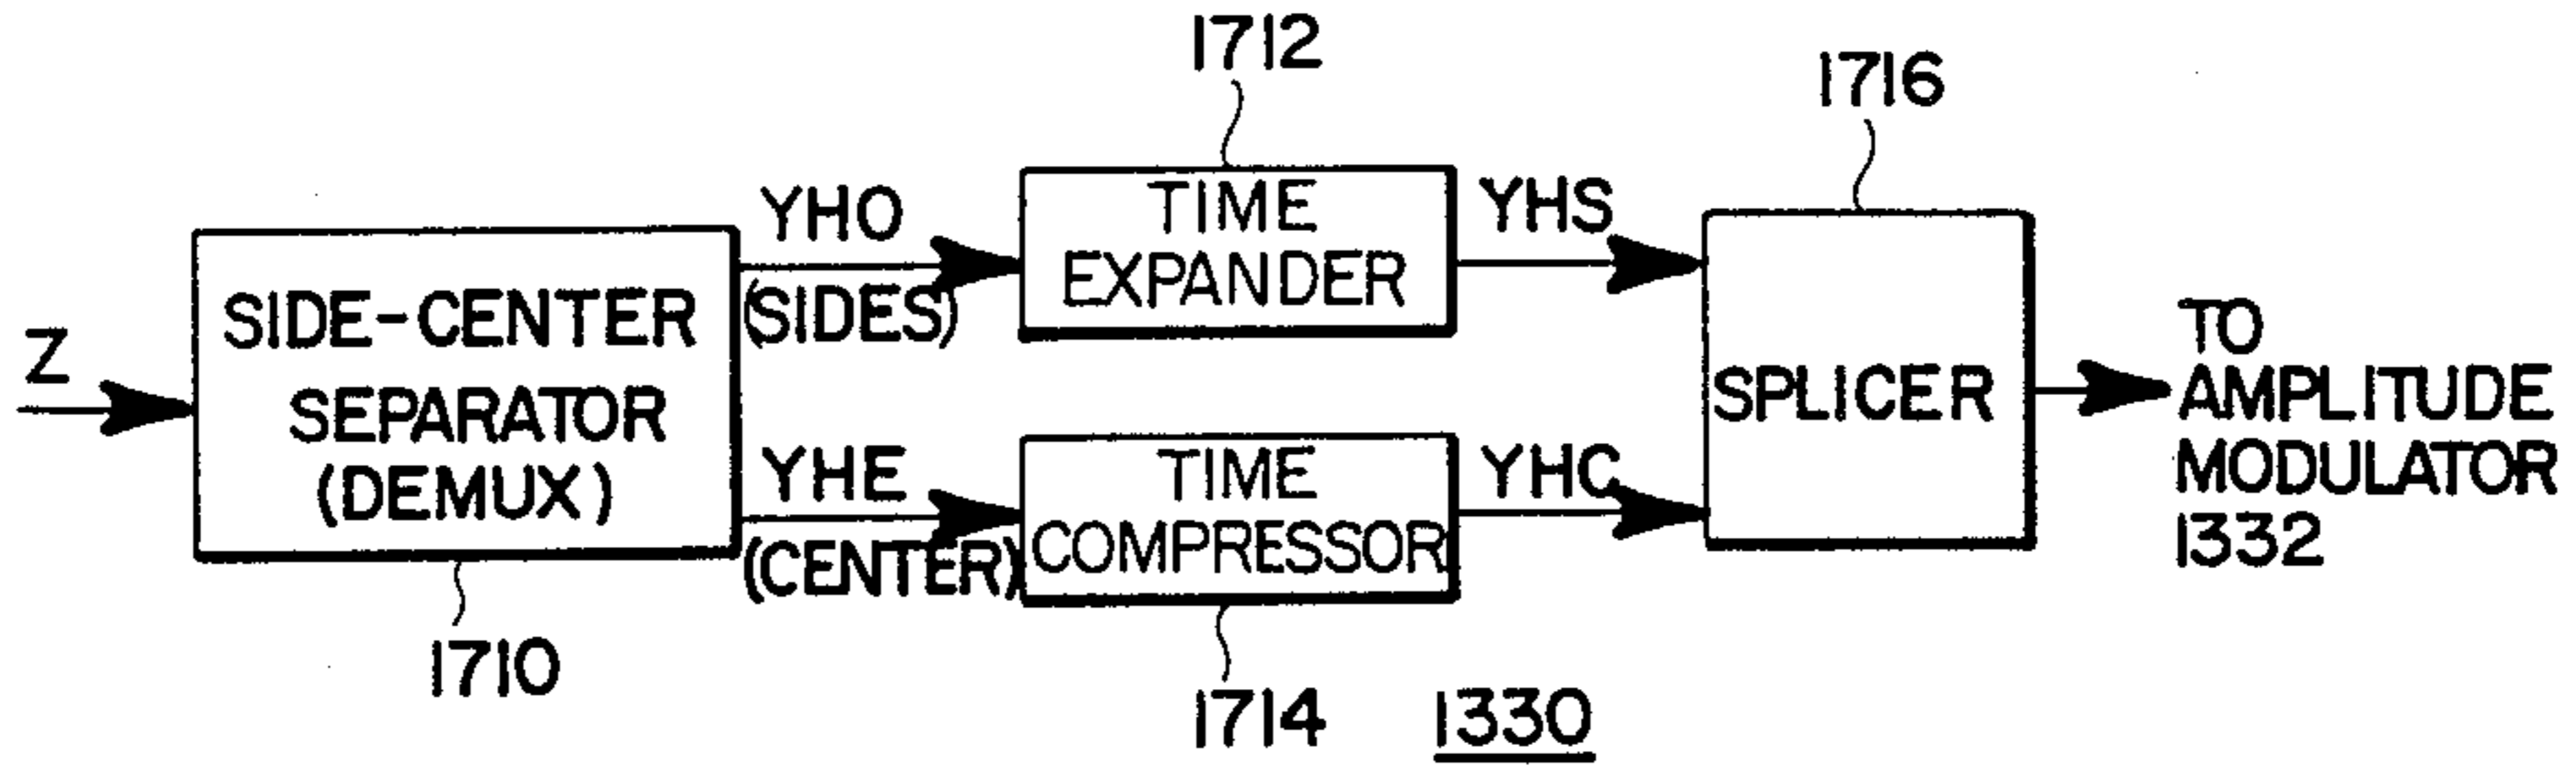 Z
SIDE-CENTER
SEPARATOR
(DEMUX)
1710
YHO
(SIDES)
YHE
(CENTER)
1712
TIME
EXPANDER
TIME
COMPRESSOR
1714
YHS
YHC
1716
SPLICER
TO
AMPLITUDE
MODULATOR
1332
1330